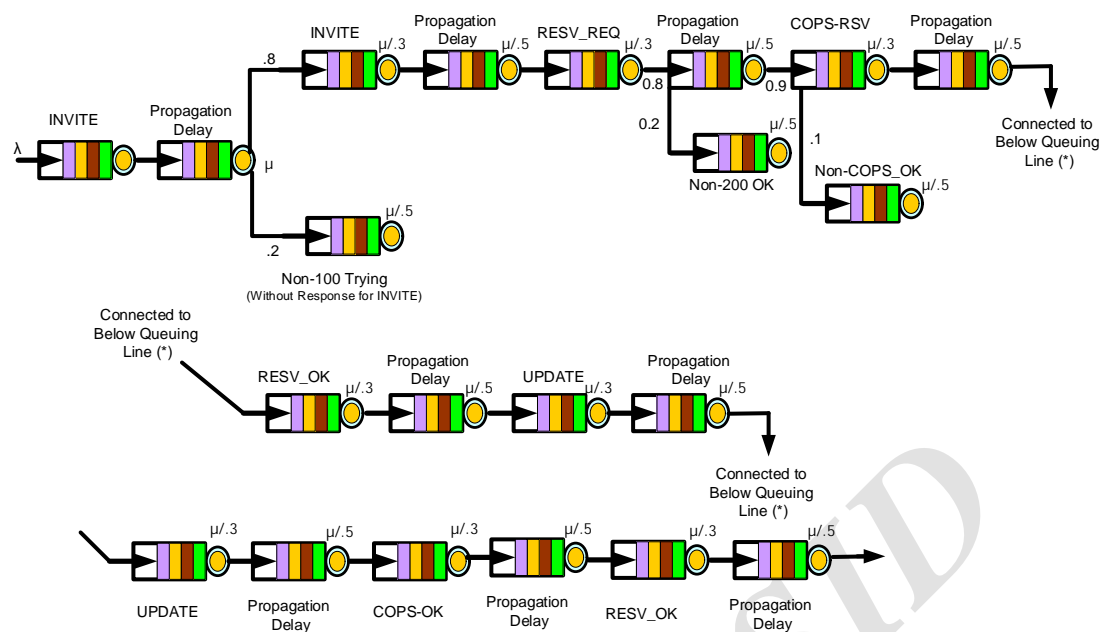 INVITE
Propagation
Delay
RESV_REQ
Propagation
Delay
COPS-RSV
Propagation
Delay
μ/.3
μ/.5
μ/.3
μ/.5
μ/.3
μ/.5
.8
0.8
0.9
INVITE
Propagation
Delay
λ
μ
0.2
μ/.5
.1
Connected to
Below Queuing
Line (*)
Non-200 OK
Non-COPS_OK
μ/.5
μ/.5
.2
Non-100 Trying
(Without Response for INVITE)
Connected to
Below Queuing
Line (*)
RESV_OK
μ/.3
Propagation
Delay
μ/.5
UPDATE
μ/.3
Propagation
Delay
μ/.5
Connected to
Below Queuing
Line (*)
μ/.3
μ/.5
μ/.3
μ/.5
μ/.3
μ/.5
UPDATE
Propagation
Delay
COPS-OK
Propagation
Delay
RESV_OK
Propagation
Delay
SID